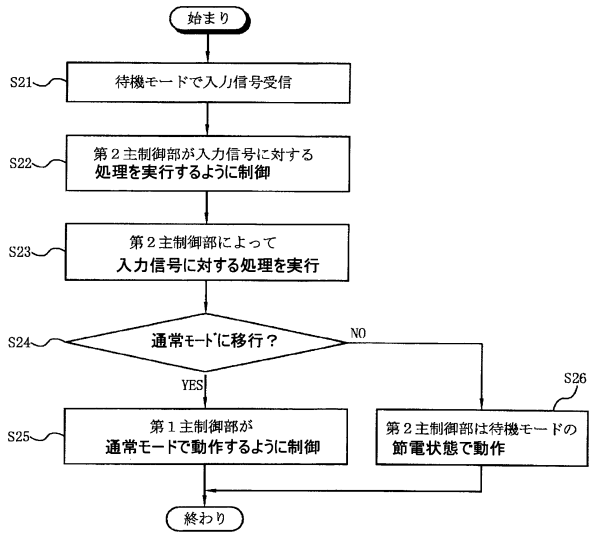 始まり
S21
待機モードで入力信号受信
S22
第2主制御部が入力信号に対する
処理を実行するように制御
S23
第2主制御部によって
入力信号に対する処理を実行
S24
通常モードに移行?
NO
YES
S25
第1主制御部が
通常モードで動作するように制御
S26
第2主制御部は待機モードの
節電状態で動作
終わり